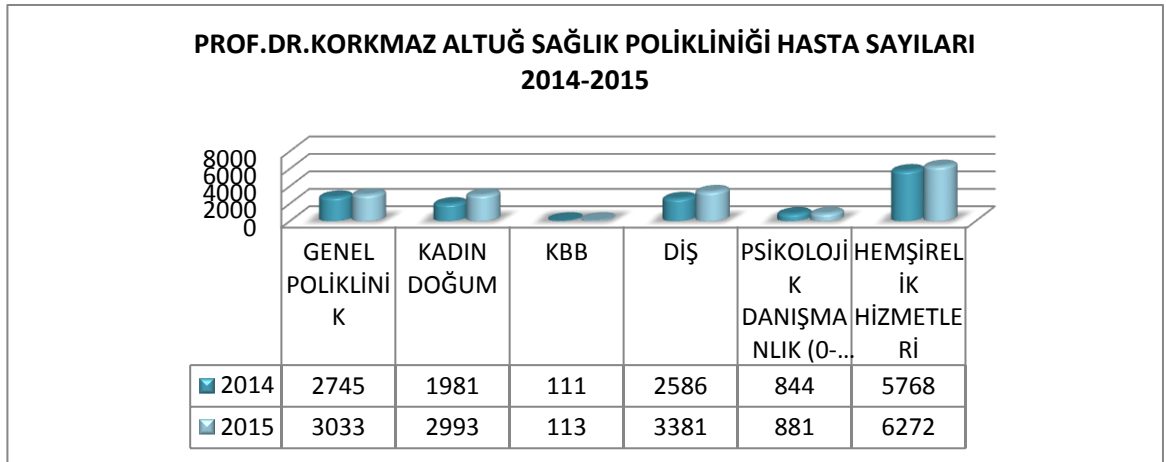 PROF.DR.KORKMAZ ALTUĞ SAĞLIK POLİKLİNİĞİ HASTA SAYILARI
2014-2015
8000
6000
4000
2000
0
GENEL
POLİKLİNİ
K
KADIN
DOĞUM
KBB
DİŞ
PSİKOLOJİ
K
DANIŞMA
NLIK (0-...
HEMŞİREL
İK
HİZMETLE
Rİ
2014 2745 1981 111 2586 844 5768
2015 3033 2993 113 3381 881 6272